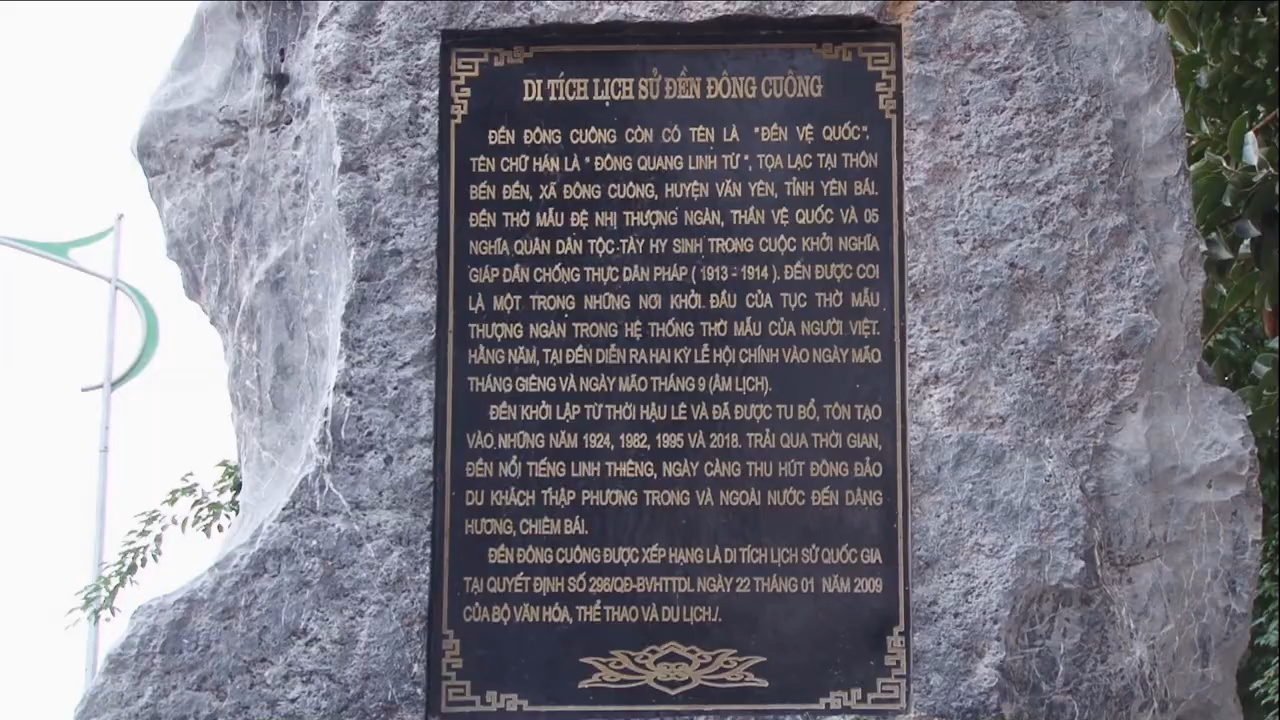 DI TÍCH LỊCH SỬ ĐỀN ĐÔNG CUÔNG
ĐỀN ĐÔNG CUÔNG CÒN CÓ TÊN LÀ "ĐỀN VỆ QUỐC".
TÊN CHỮ HÁN LÀ " ĐÔNG QUANG LINH TỪ ", TỌA LẠC TẠI THÔN
BẾN ĐỀN, XÃ ĐÔNG CUÔNG, HUYỆN VĂN YÊN, TỈNH YÊN BÁI.
ĐỀN THỜ MẪU ĐỆ NHỊ THƯỢNG NGÀN, THẦN VỆ QUỐC VÀ 05
NGHĨA QUÂN DÂN TỘC TÀY HY SINH TRONG CUỘC KHỞI NGHĨA
GIÁP DẦN CHỐNG THỰC DÂN PHÁP ( 1913 - 1914 ). ĐỀN ĐƯỢC COI
LÀ MỘT TRONG NHỮNG NƠI KHỞI ĐẦU CỦA TỤC THỜ MẪU
THƯỢNG NGÀN TRONG HỆ THỐNG THỜ MẪU CỦA NGƯỜI VIỆT.
HẰNG NĂM, TẠI ĐỀN DIỄN RA HAI KỲ LỄ HỘI CHÍNH VÀO NGÀY MÃO
THÁNG GIÊNG VÀ NGÀY MÃO THÁNG 9 (ÂM LỊCH).
ĐỀN KHỞI LẬP TỪ THỜI HẬU LÊ VÀ ĐÃ ĐƯỢC TU BỔ, TÔN TẠO
VÀO NHỮNG NĂM 1924, 1982, 1995 VÀ 2018. TRẢI QUA THỜI GIAN,
ĐỀN NỔI TIẾNG LINH THIÊNG, NGÀY CÀNG THU HÚT ĐÔNG ĐẢO
DU KHÁCH THẬP PHƯƠNG TRONG VÀ NGOÀI NƯỚC ĐẾN DÂNG
HƯƠNG, CHIÊM BÁI.
ĐỀN ĐÔNG CUÔNG ĐƯỢC XẾP HẠNG LÀ DI TÍCH LỊCH SỬ QUỐC GIA
TẠI QUYẾT ĐỊNH SỐ 296/QĐ-BVHTTDL NGÀY 22 THÁNG 01 NĂM 2009
CỦA BỘ VĂN HÓA, THỂ THAO VÀ DU LỊCH./.